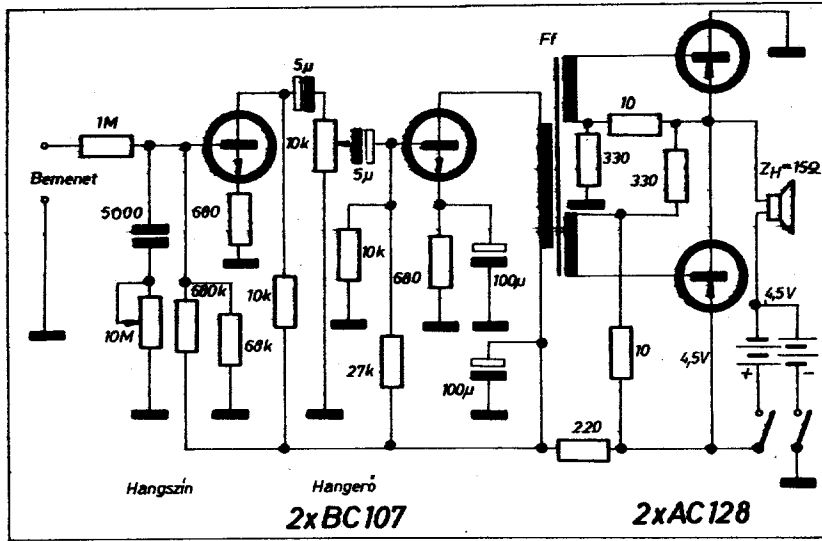 Ff
5µ
1M
10k
10
Bemenet
5µ
330
330
Z_H=15Ω
5000
680
10k
680
100µ
680k
10k
10M
68k
27k
100µ
10
4,5V
4,5V
+
-
220
Hangszín
Hangerő
2xBC107
2xAC128